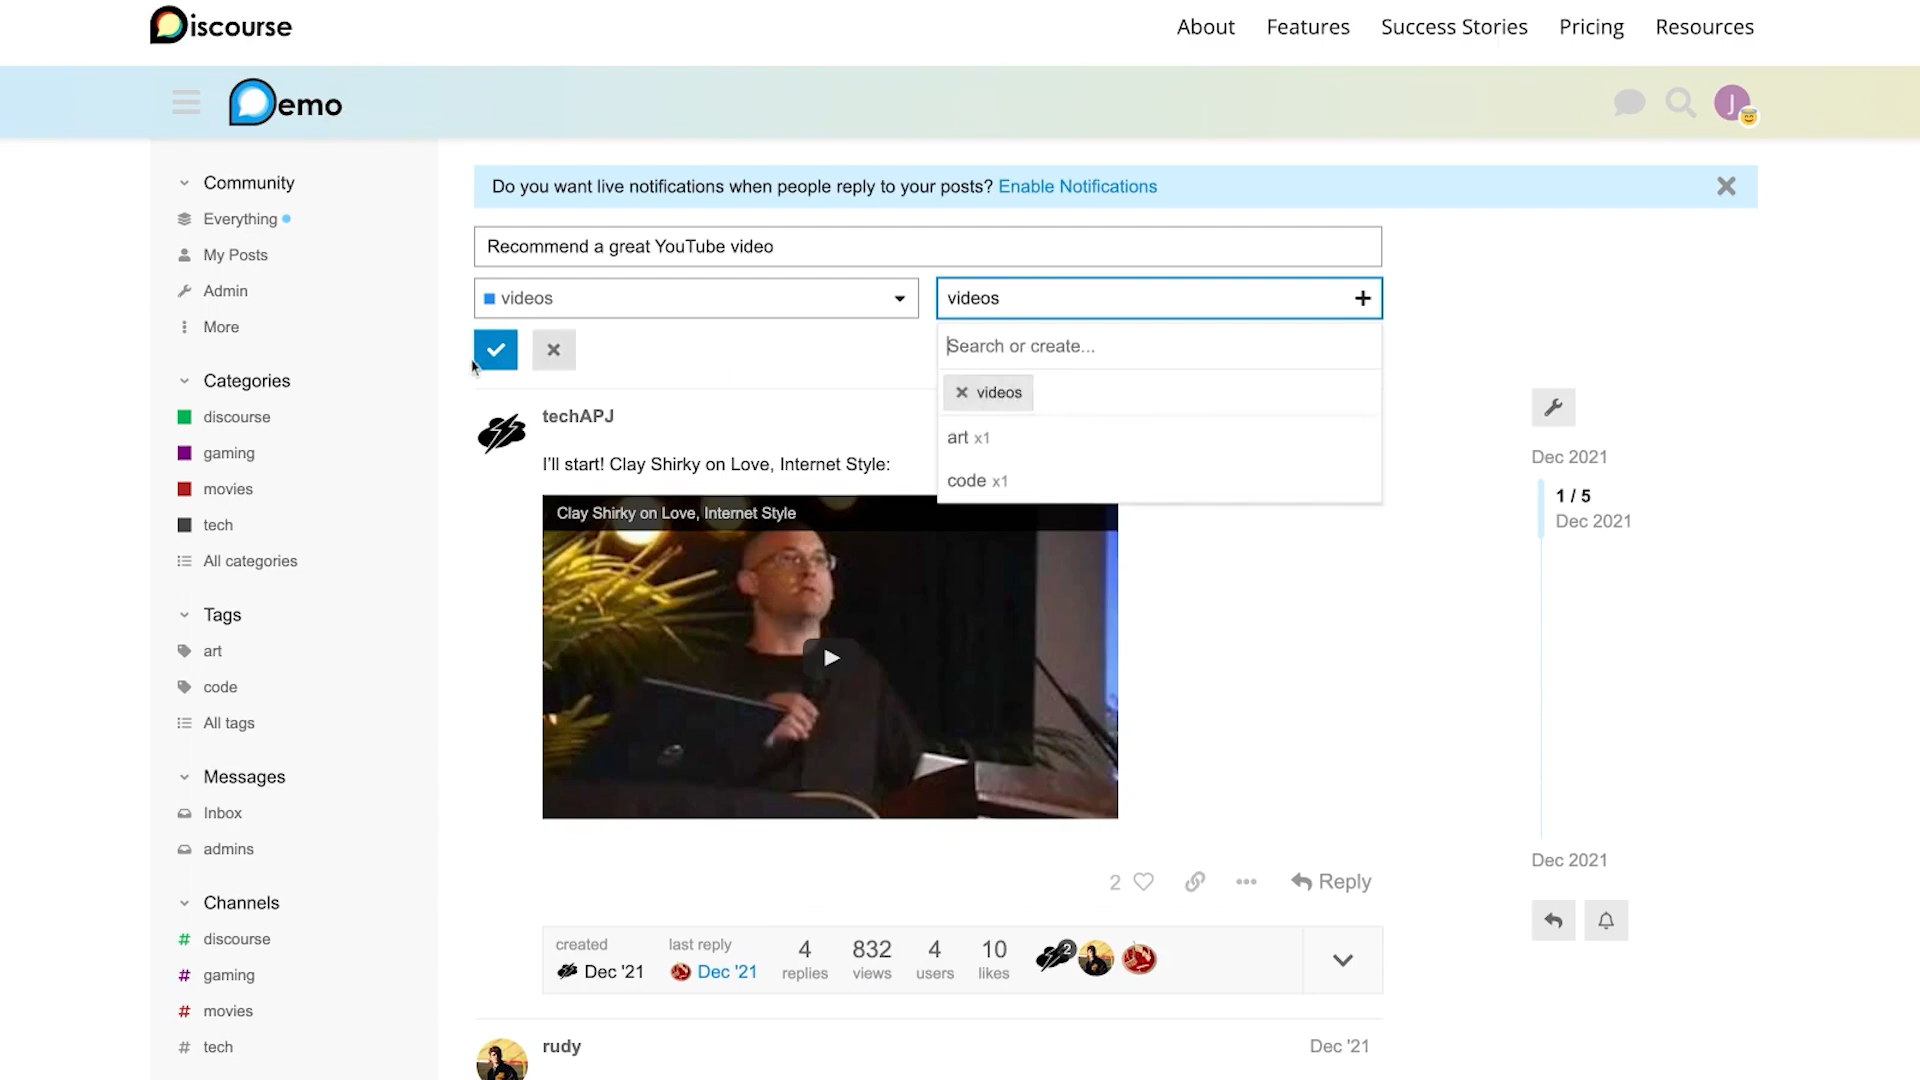 Discourse
About
Features
Success Stories
Pricing
Resources
Demo
J
Community
Everything
My Posts
Admin
More
Categories
discourse
gaming
movies
tech
All categories
Tags
art
code
All tags
Messages
Inbox
admins
Channels
# discourse
# gaming
# movies
# tech
Do you want live notifications when people reply to your posts? Enable Notifications
Recommend a great YouTube video
videos
videos
Search or create...
videos
art x1
code x1
techAPJ
I'll start! Clay Shirky on Love, Internet Style:
Clay Shirky on Love, Internet Style
2
Reply
created
Dec '21
last reply
Dec '21
4
replies
832
views
4
users
10
likes
2
rudy
Dec '21
Dec 2021
1 / 5
Dec 2021
Dec 2021